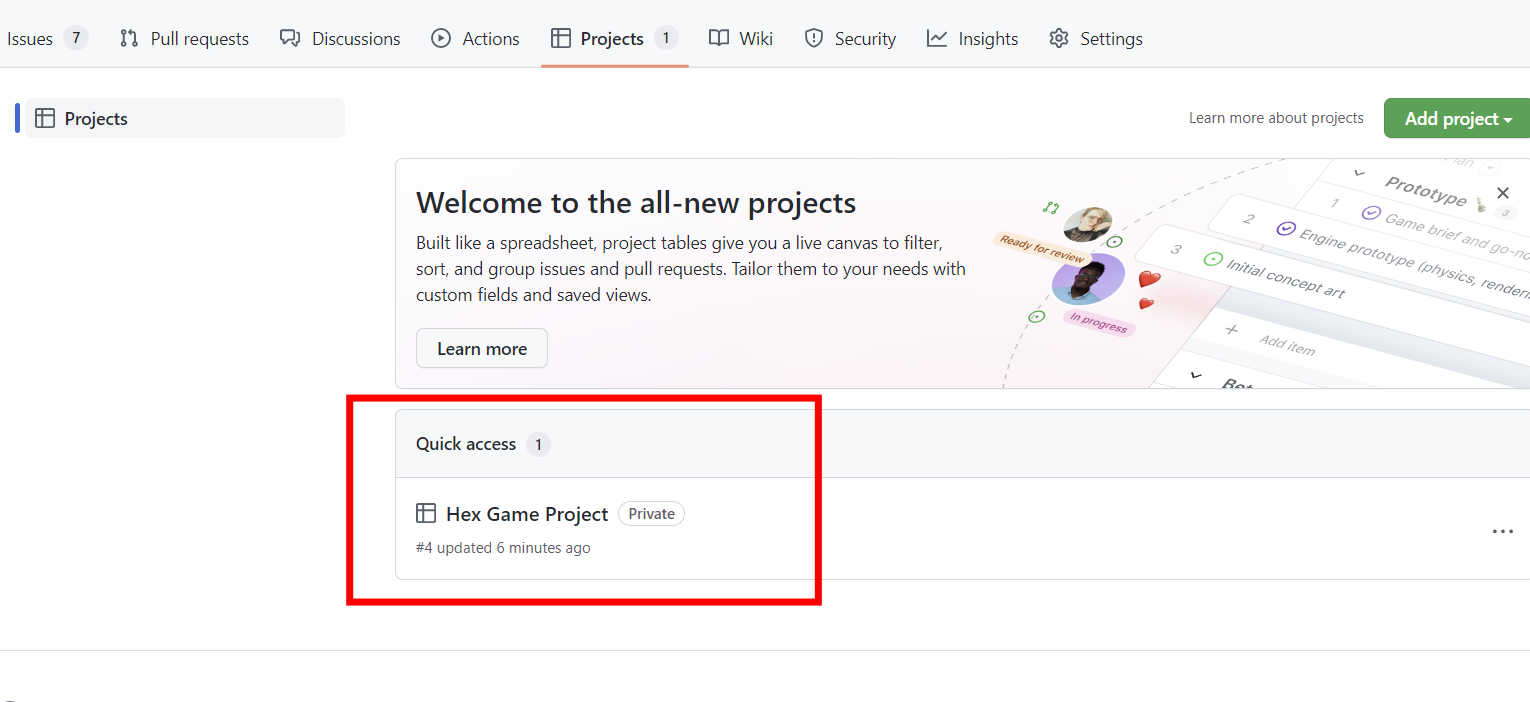 Issues 7 Pull requests Discussions Actions Projects 1 Wiki Security Insights Settings
Projects
Learn more about projects
Add project
Welcome to the all-new projects
Built like a spreadsheet, project tables give you a live canvas to filter,
sort, and group issues and pull requests. Tailor them to your needs with
custom fields and saved views.
Learn more
Ready for review
In progress
Prototype 3
1 Game brief and go-no
2 Engine prototype (physics, renderin
3 Initial concept art
Add item
Quick access 1
Hex Game Project Private
#4 updated 6 minutes ago